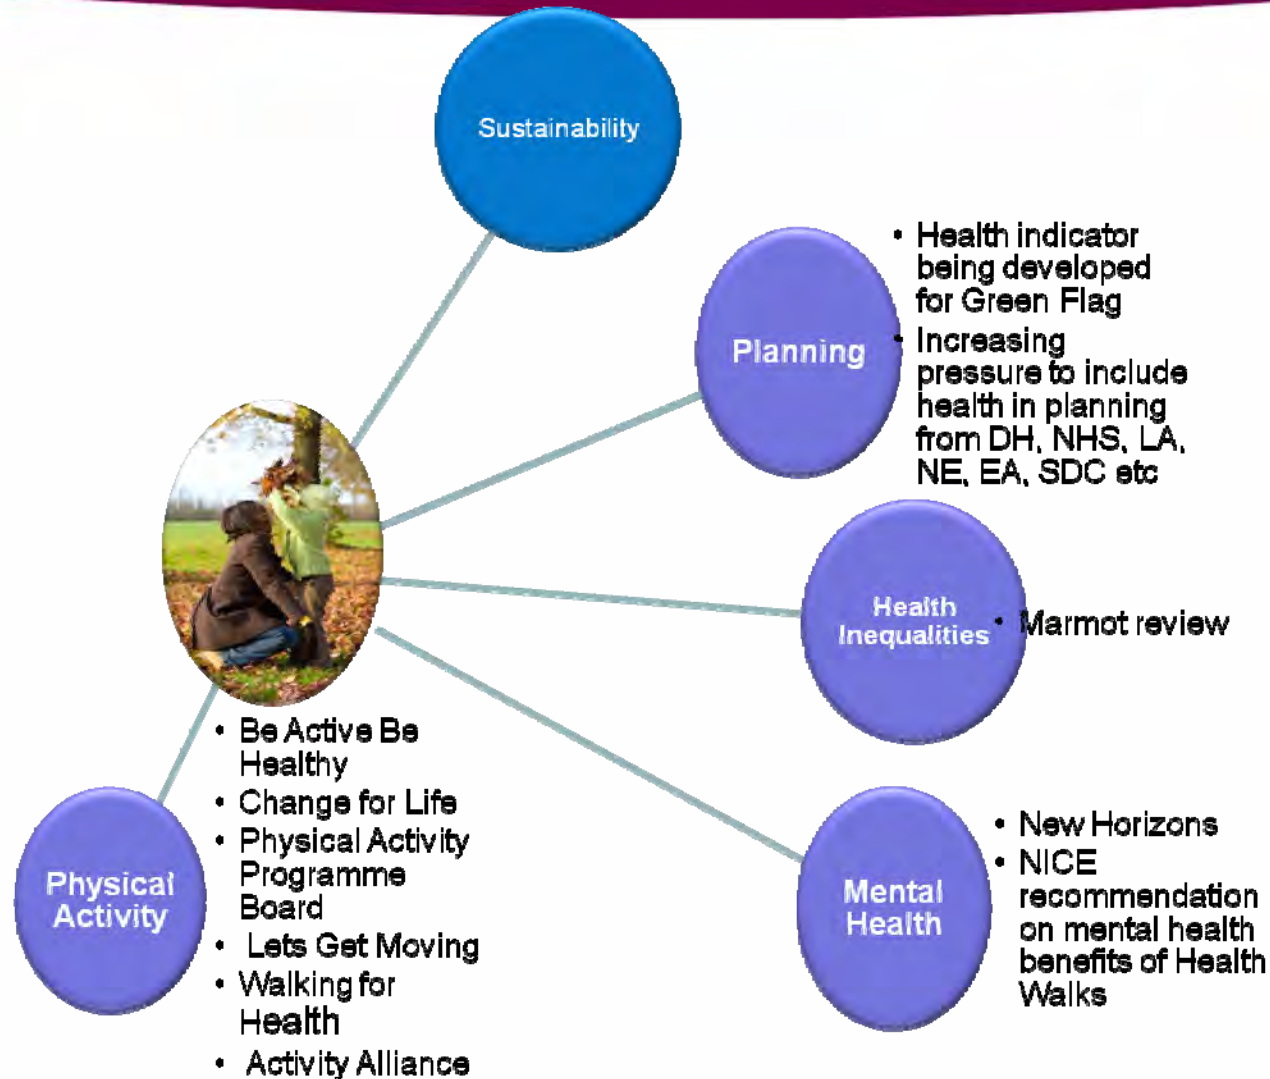 Sustainability
Planning
• Health indicator
being developed
for Green Flag
• Increasing
pressure to include
health in planning
from DH, NHS, LA,
NE, EA, SDC etc
Health
Inequalities
• Marmot review
Mental
Health
• New Horizons
• NICE
recommendation
on mental health
benefits of Health
Walks
Physical
Activity
• Be Active Be
Healthy
• Change for Life
• Physical Activity
Programme
Board
• Lets Get Moving
• Walking for
Health
• Activity Alliance